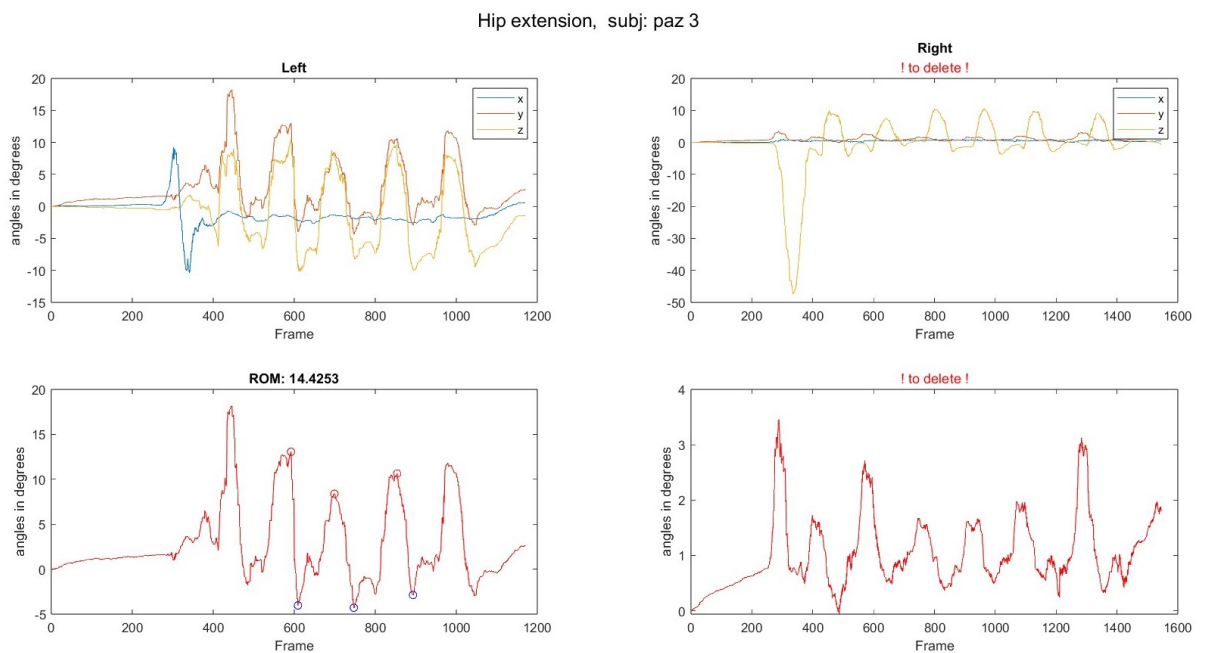 Hip extension,  subj: paz 3
Left
20
15
10
5
0
-5
-10
-15
0 200 400 600 800 1000 1200
angles in degrees
Frame
x
y
z
Right
! to delete !
20
10
0
-10
-20
-30
-40
-50
0 200 400 600 800 1000 1200 1400 1600
angles in degrees
Frame
x
y
z
ROM: 14.4253
20
15
10
5
0
-5
0 200 400 600 800 1000 1200
angles in degrees
Frame
! to delete !
4
3
2
1
0
0 200 400 600 800 1000 1200 1400 1600
angles in degrees
Frame